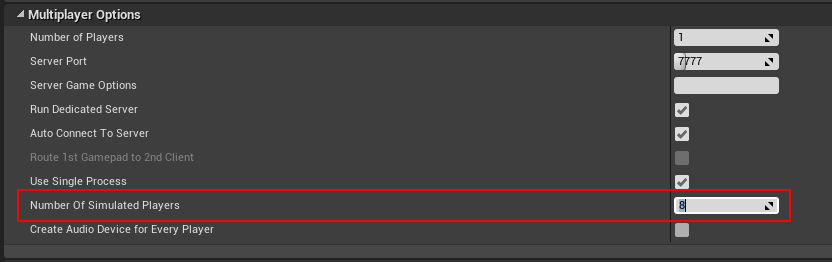 Multiplayer Options
Number of Players 1
Server Port 7777
Server Game Options
Run Dedicated Server
Auto Connect To Server
Route 1st Gamepad to 2nd Client
Use Single Process
Number Of Simulated Players 8
Create Audio Device for Every Player